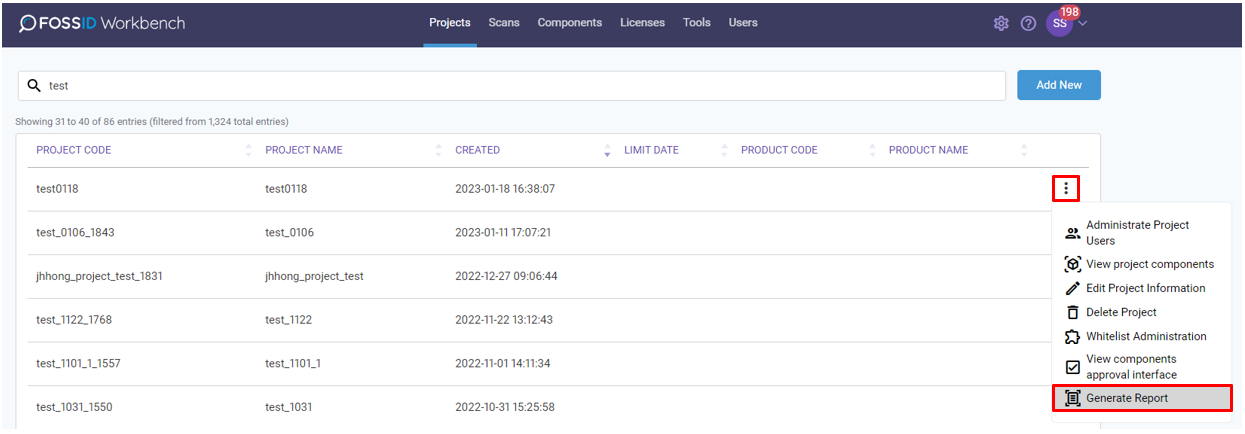 FOSSID Workbench
Projects Scans Components Licenses Tools Users
198
SS
test
Add New
Showing 31 to 40 of 86 entries (filtered from 1,324 total entries)
PROJECT CODE PROJECT NAME CREATED LIMIT DATE PRODUCT CODE PRODUCT NAME
test0118 test0118 2023-01-18 16:38:07
test_0106_1843 test_0106 2023-01-11 17:07:21
jhhong_project_test_1831 jhhong_project_test 2022-12-27 09:06:44
test_1122_1768 test_1122 2022-11-22 13:12:43
test_1101_1_1557 test_1101_1 2022-11-01 14:11:34
test_1031_1550 test_1031 2022-10-31 15:25:58
Administrate Project
Users
View project components
Edit Project Information
Delete Project
Whitelist Administration
View components
approval interface
Generate Report